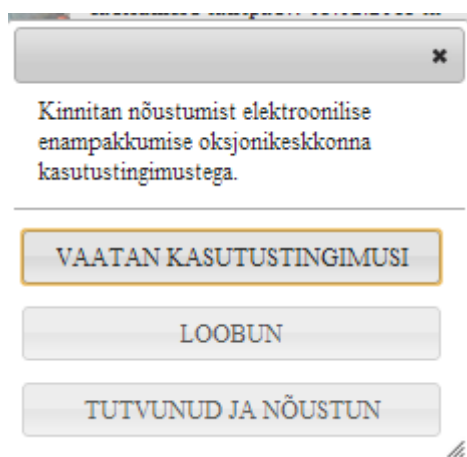 Kinnitan nõustumist elektroonilise
enampakkumise oksjonikeskkonna
kasutustingimustega.
VAATAN KASUTUSTINGIMUSI
LOOBUN
TUTVUNUD JA NÕUSTUN